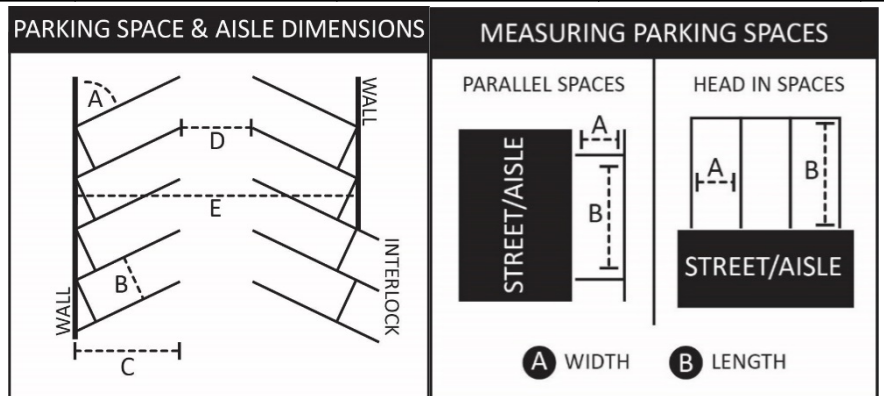 PARKING SPACE & AISLE DIMENSIONS
A
WALL
D
E
B
INTERLOCK
WALL
C
MEASURING PARKING SPACES
PARALLEL SPACES
A
B
STREET/AISLE
HEAD IN SPACES
A
B
STREET/AISLE
A WIDTH
B LENGTH